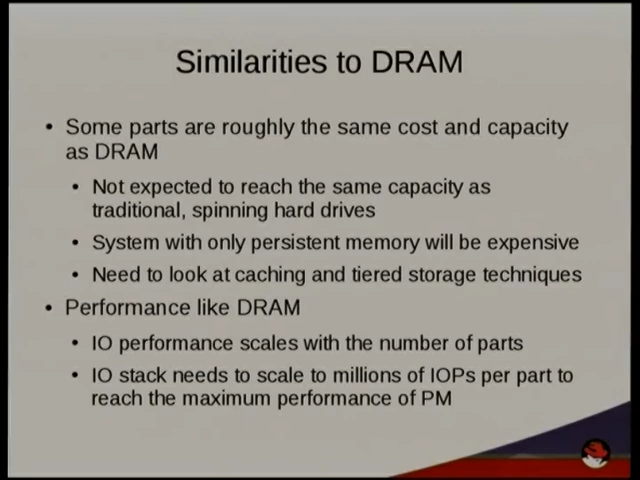 Similarities to DRAM
• Some parts are roughly the same cost and capacity
as DRAM
• Not expected to reach the same capacity as
traditional, spinning hard drives
• System with only persistent memory will be expensive
• Need to look at caching and tiered storage techniques
• Performance like DRAM
• IO performance scales with the number of parts
• IO stack needs to scale to millions of IOPs per part to
reach the maximum performance of PM